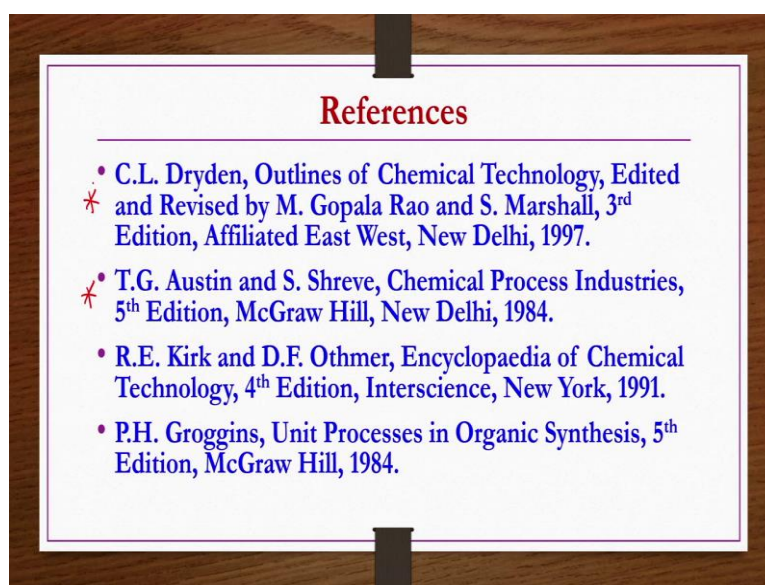 References
• C.L. Dryden, Outlines of Chemical Technology, Edited
and Revised by M. Gopala Rao and S. Marshall, 3rd
Edition, Affiliated East West, New Delhi, 1997.
• T.G. Austin and S. Shreve, Chemical Process Industries,
5th Edition, McGraw Hill, New Delhi, 1984.
• R.E. Kirk and D.F. Othmer, Encyclopaedia of Chemical
Technology, 4th Edition, Interscience, New York, 1991.
• P.H. Groggins, Unit Processes in Organic Synthesis, 5th
Edition, McGraw Hill, 1984.